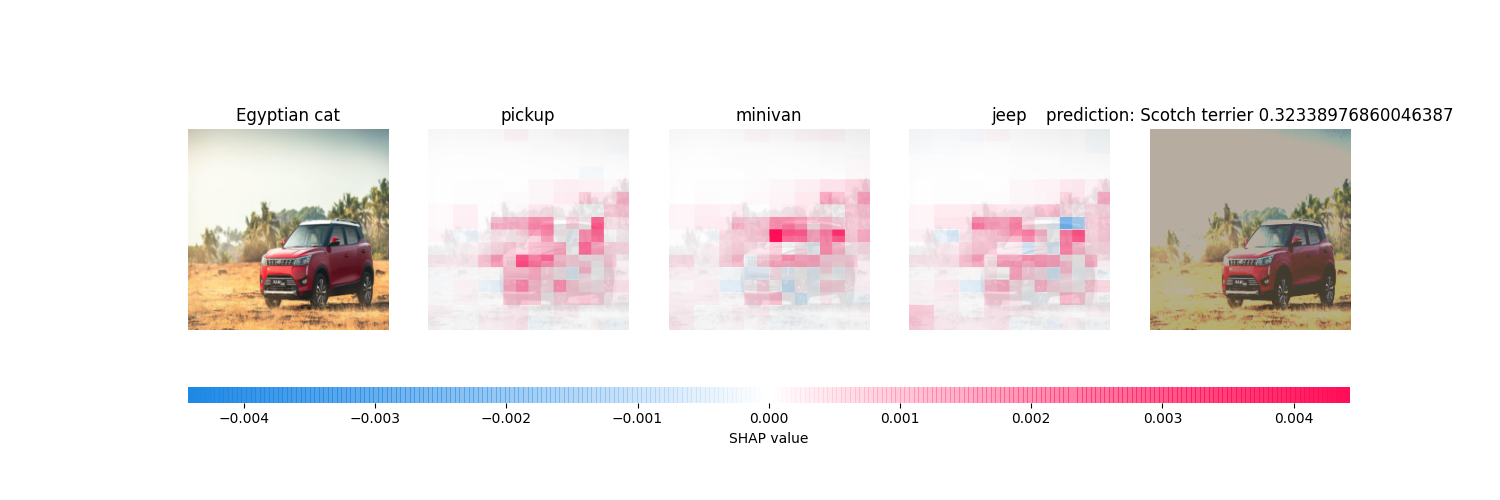 Egyptian cat
pickup
minivan
jeep
prediction: Scotch terrier 0.32338976860046387
−0.004
−0.003
−0.002
−0.001
0.000
0.001
0.002
0.003
0.004
SHAP value